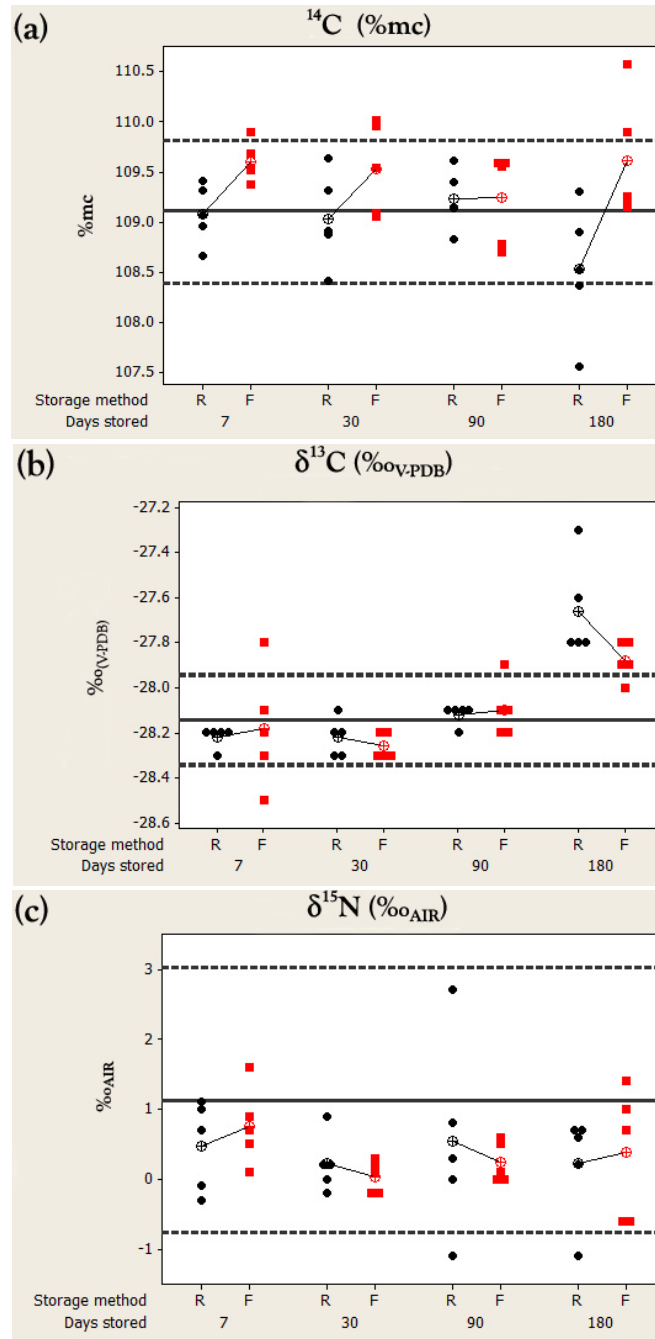 (a) ¹⁴C (%mc)
%mc
110.5
110.0
109.5
109.0
108.5
108.0
107.5
Storage method R F R F R F R F
Days stored 7 30 90 180
(b) δ¹³C (‰V-PDB)
‰(V-PDB)
-27.2
-27.4
-27.6
-27.8
-28.0
-28.2
-28.4
-28.6
Storage method R F R F R F R F
Days stored 7 30 90 180
(c) δ¹⁵N (‰AIR)
‰AIR
3
2
1
0
-1
Storage method R F R F R F R F
Days stored 7 30 90 180